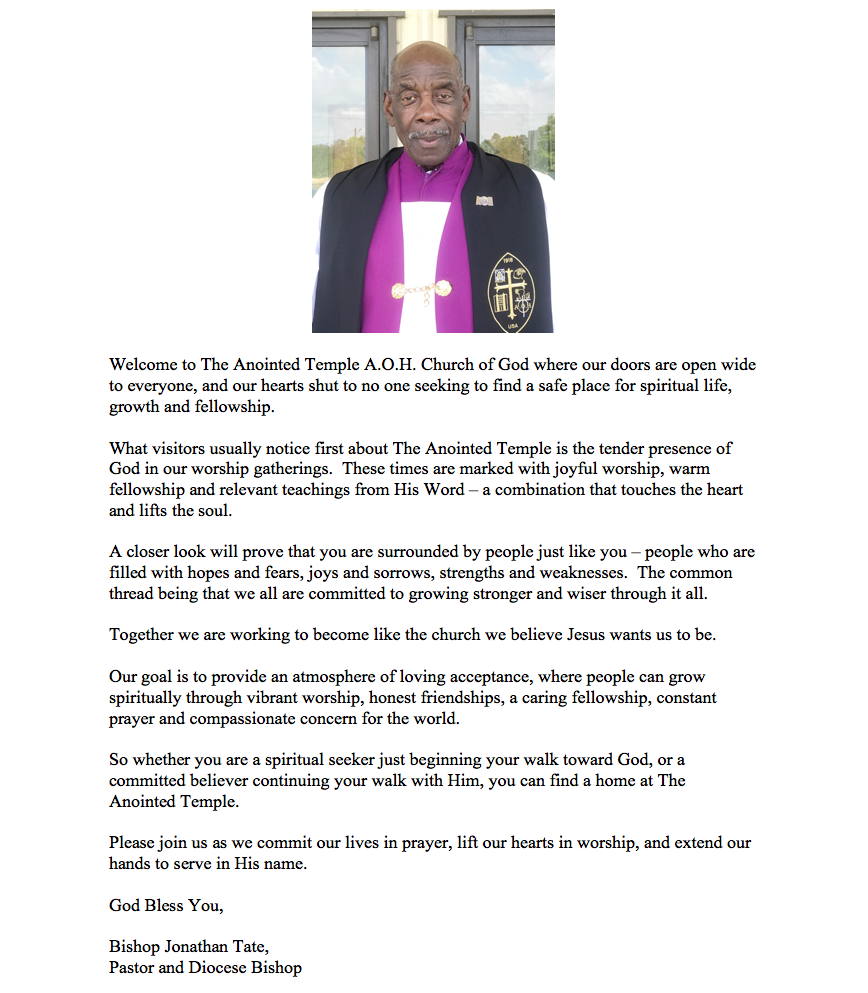 1916
USA
Welcome to The Anointed Temple A.O.H. Church of God where our doors are open wide
to everyone, and our hearts shut to no one seeking to find a safe place for spiritual life,
growth and fellowship.
What visitors usually notice first about The Anointed Temple is the tender presence of
God in our worship gatherings.  These times are marked with joyful worship, warm
fellowship and relevant teachings from His Word – a combination that touches the heart
and lifts the soul.
A closer look will prove that you are surrounded by people just like you – people who are
filled with hopes and fears, joys and sorrows, strengths and weaknesses.  The common
thread being that we all are committed to growing stronger and wiser through it all.
Together we are working to become like the church we believe Jesus wants us to be.
Our goal is to provide an atmosphere of loving acceptance, where people can grow
spiritually through vibrant worship, honest friendships, a caring fellowship, constant
prayer and compassionate concern for the world.
So whether you are a spiritual seeker just beginning your walk toward God, or a
committed believer continuing your walk with Him, you can find a home at The
Anointed Temple.
Please join us as we commit our lives in prayer, lift our hearts in worship, and extend our
hands to serve in His name.
God Bless You,
Bishop Jonathan Tate,
Pastor and Diocese Bishop